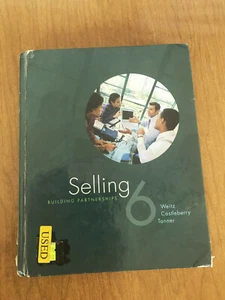 Selling
BUILDING PARTNERSHIPS
6
Weitz
Castleberry
Tanner
USED